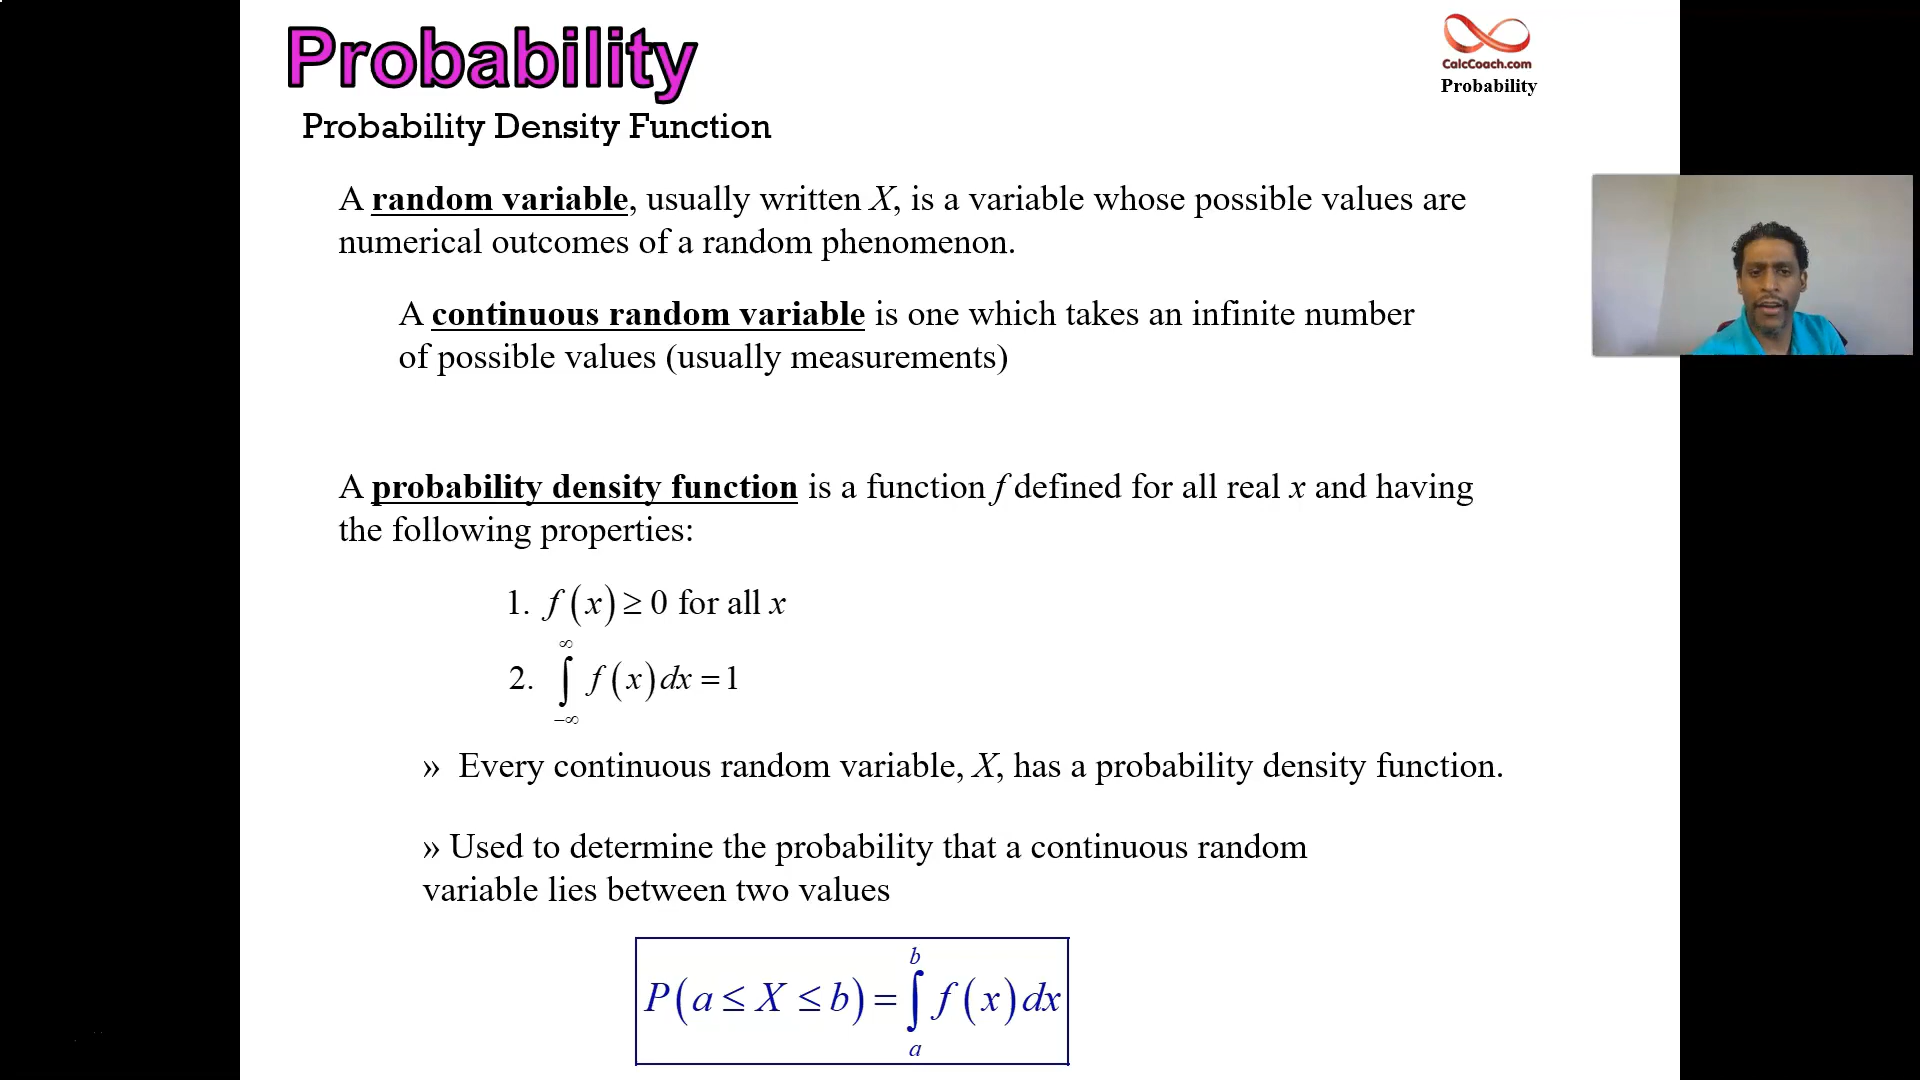 Probability
CalcCoach.com
Probability
Probability Density Function
A random variable, usually written X, is a variable whose possible values are
numerical outcomes of a random phenomenon.
A continuous random variable is one which takes an infinite number
of possible values (usually measurements)
A probability density function is a function f defined for all real x and having
the following properties:
1. f(x) ≥ 0 for all x
2. ∫_{-∞}^{∞} f(x) dx = 1
» Every continuous random variable, X, has a probability density function.
» Used to determine the probability that a continuous random
variable lies between two values
P(a ≤ X ≤ b) = ∫_{a}^{b} f(x) dx